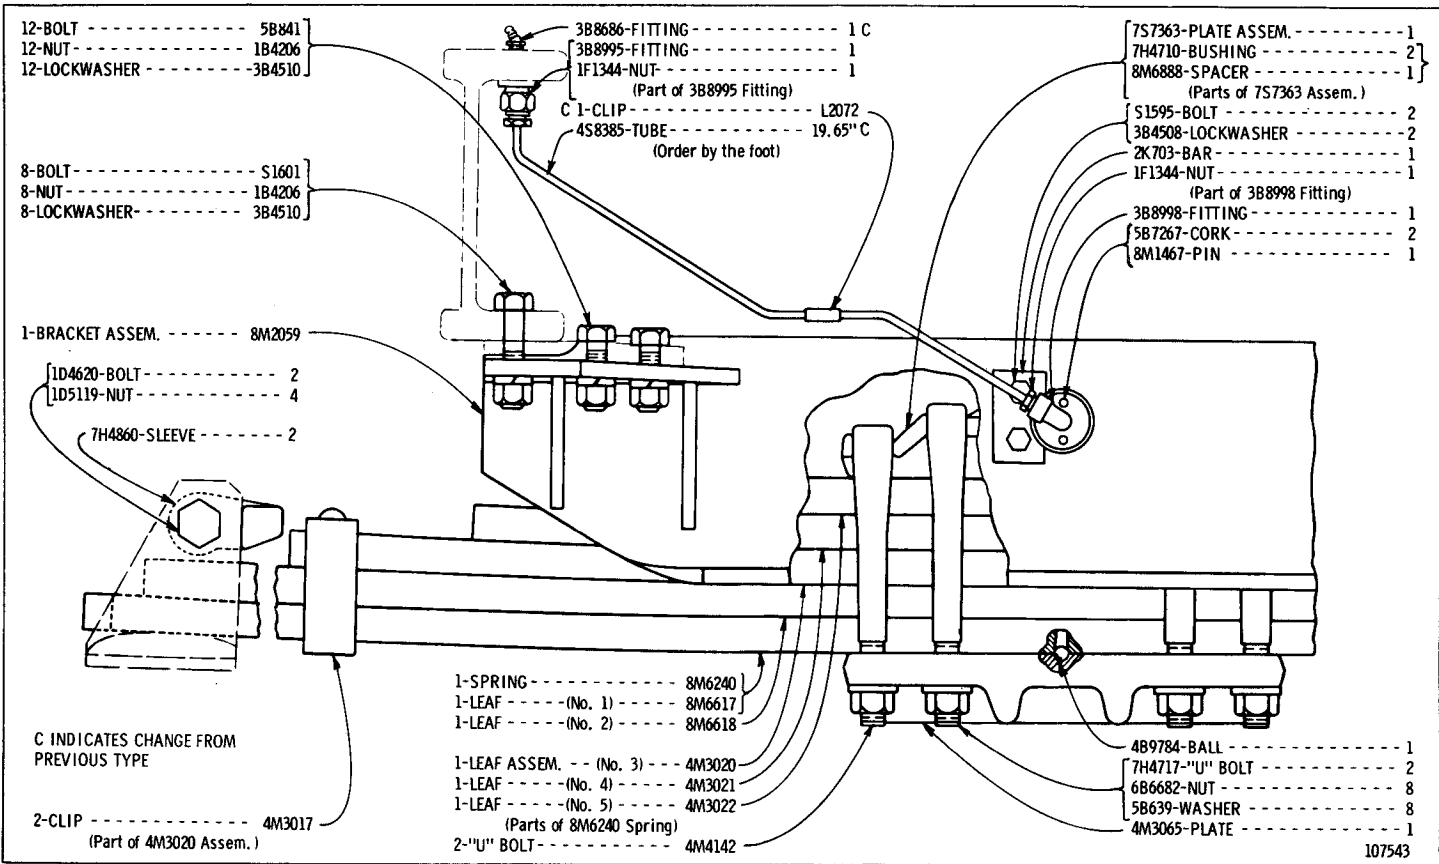 12-BOLT - - - - - - - - - - - - - - - 5B841
12-NUT - - - - - - - - - - - - - - - 1B4206
12-LOCKWASHER - - - - - - - - - 3B4510
3B8686-FITTING - - - - - - - - - - - - 1 C
3B8995-FITTING - - - - - - - - - - - - 1
1F1344-NUT - - - - - - - - - - - - - - 1
(Part of 3B8995 Fitting)
C 1-CLIP - - - - - - - - - - - - - L2072
4S8385-TUBE - - - - - - - - - - 19.65" C
(Order by the foot)
7S7363-PLATE ASSEM. - - - - - - - - - 1
7H4710-BUSHING - - - - - - - - - - - - 2
8M6888-SPACER - - - - - - - - - - - - 1
(Parts of 7S7363 Assem.)
S1595-BOLT - - - - - - - - - - - - - - 2
3B4508-LOCKWASHER - - - - - - - - - 2
2K703-BAR - - - - - - - - - - - - - - - 1
1F1344-NUT - - - - - - - - - - - - - - 1
(Part of 3B8998 Fitting)
3B8998-FITTING - - - - - - - - - - - - 1
5B7267-CORK - - - - - - - - - - - - - 2
8M1467-PIN - - - - - - - - - - - - - - 1
8-BOLT - - - - - - - - - - - - - - - - S1601
8-NUT - - - - - - - - - - - - - - - - 1B4206
8-LOCKWASHER - - - - - - - - - - 3B4510
1-BRACKET ASSEM. - - - - - - - 8M2059
1D4620-BOLT - - - - - - - - - - - - 2
1D5119-NUT - - - - - - - - - - - - - 4
7H4860-SLEEVE - - - - - - - - 2
1-SPRING - - - - - - - - - - - - - 8M6240
1-LEAF - - - - - (No. 1) - - - - - 8M6617
1-LEAF - - - - - (No. 2) - - - - - 8M6618
1-LEAF ASSEM. - - (No. 3) - - - 4M3020
1-LEAF - - - - - (No. 4) - - - - - 4M3021
1-LEAF - - - - - (No. 5) - - - - - 4M3022
(Parts of 8M6240 Spring)
2-"U" BOLT - - - - - - - - - - - - 4M4142
C INDICATES CHANGE FROM
PREVIOUS TYPE
2-CLIP - - - - - - - - - - - - - - 4M3017
(Part of 4M3020 Assem.)
4B9784-BALL - - - - - - - - - - - - - 1
7H4717-"U" BOLT - - - - - - - - - - - 2
6B6682-NUT - - - - - - - - - - - - - - 8
5B639-WASHER - - - - - - - - - - - - 8
4M3065-PLATE - - - - - - - - - - - - 1
107543